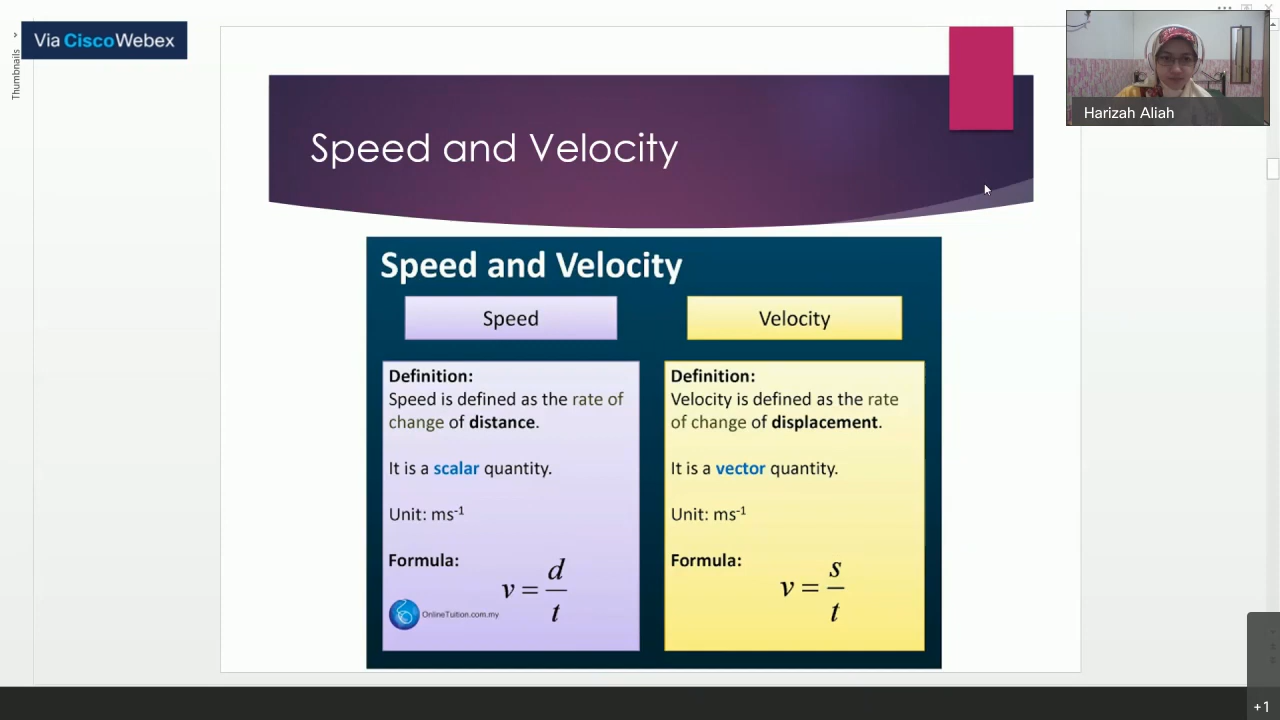 Via Cisco Webex
Thumbnails
Harizah Aliah
Speed and Velocity
Speed and Velocity
Speed
Definition:
Speed is defined as the rate of
change of distance.
It is a scalar quantity.
Unit: ms⁻¹
Formula:
v = d/t
OnlineTuition.com.my
Velocity
Definition:
Velocity is defined as the rate
of change of displacement.
It is a vector quantity.
Unit: ms⁻¹
Formula:
v = s/t
+1